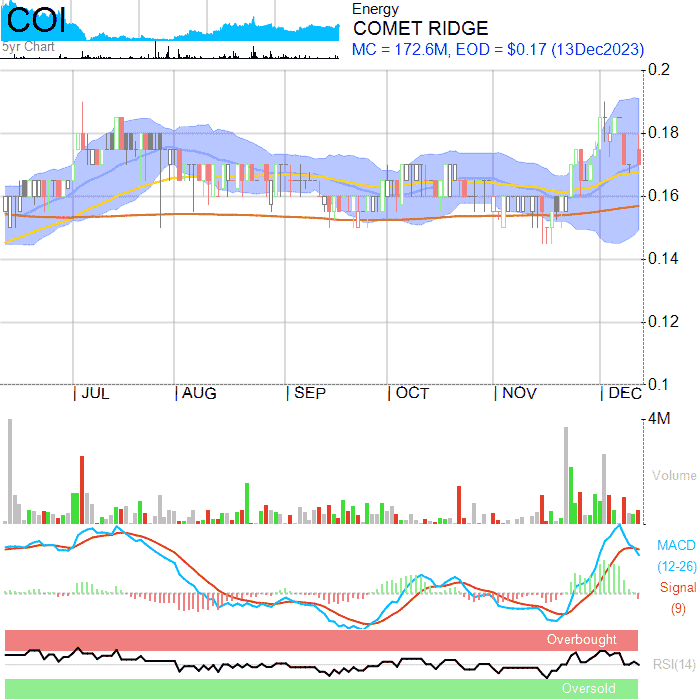 COI
5yr Chart
Energy
COMET RIDGE
MC = 172.6M, EOD = $0.17 (13Dec2023)
0.2
0.18
0.16
0.14
0.12
0.1
JUL AUG SEP OCT NOV DEC
4M
Volume
MACD
(12-26)
Signal
(9)
Overbought
RSI(14)
Oversold